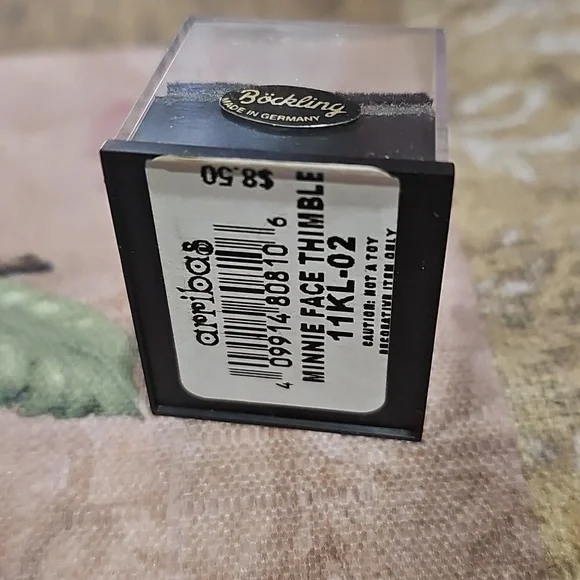 Böckling
MADE IN GERMANY
$8.50
arribas
4 09914 80810 6
MINNIE FACE THIMBLE
11KL-02
CAUTION: NOT A TOY
DECORATIVE ITEM ONLY